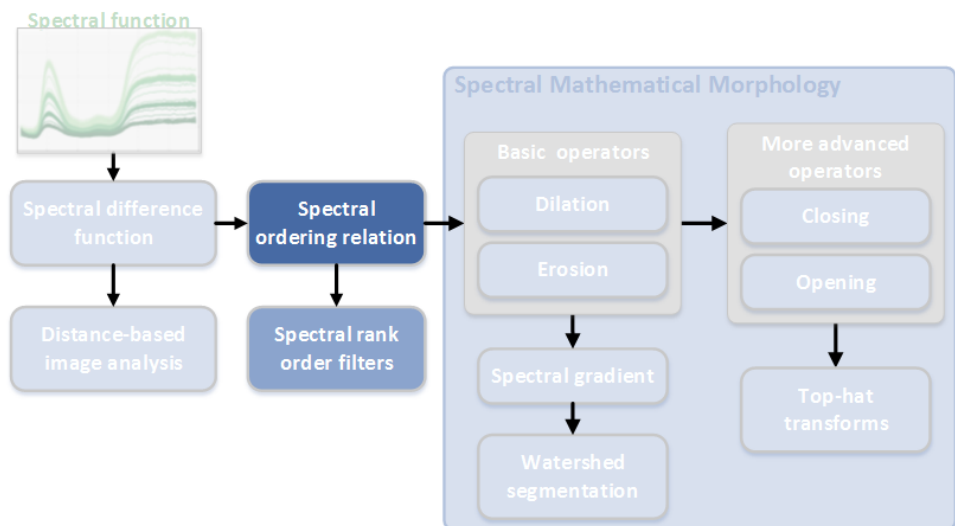 Spectral function
Spectral Mathematical Morphology
Spectral difference
function
Distance-based
image analysis
Spectral
ordering relation
Spectral rank
order filters
Basic operators
Dilation
Erosion
Spectral gradient
Watershed
segmentation
More advanced
operators
Closing
Opening
Top-hat
transforms